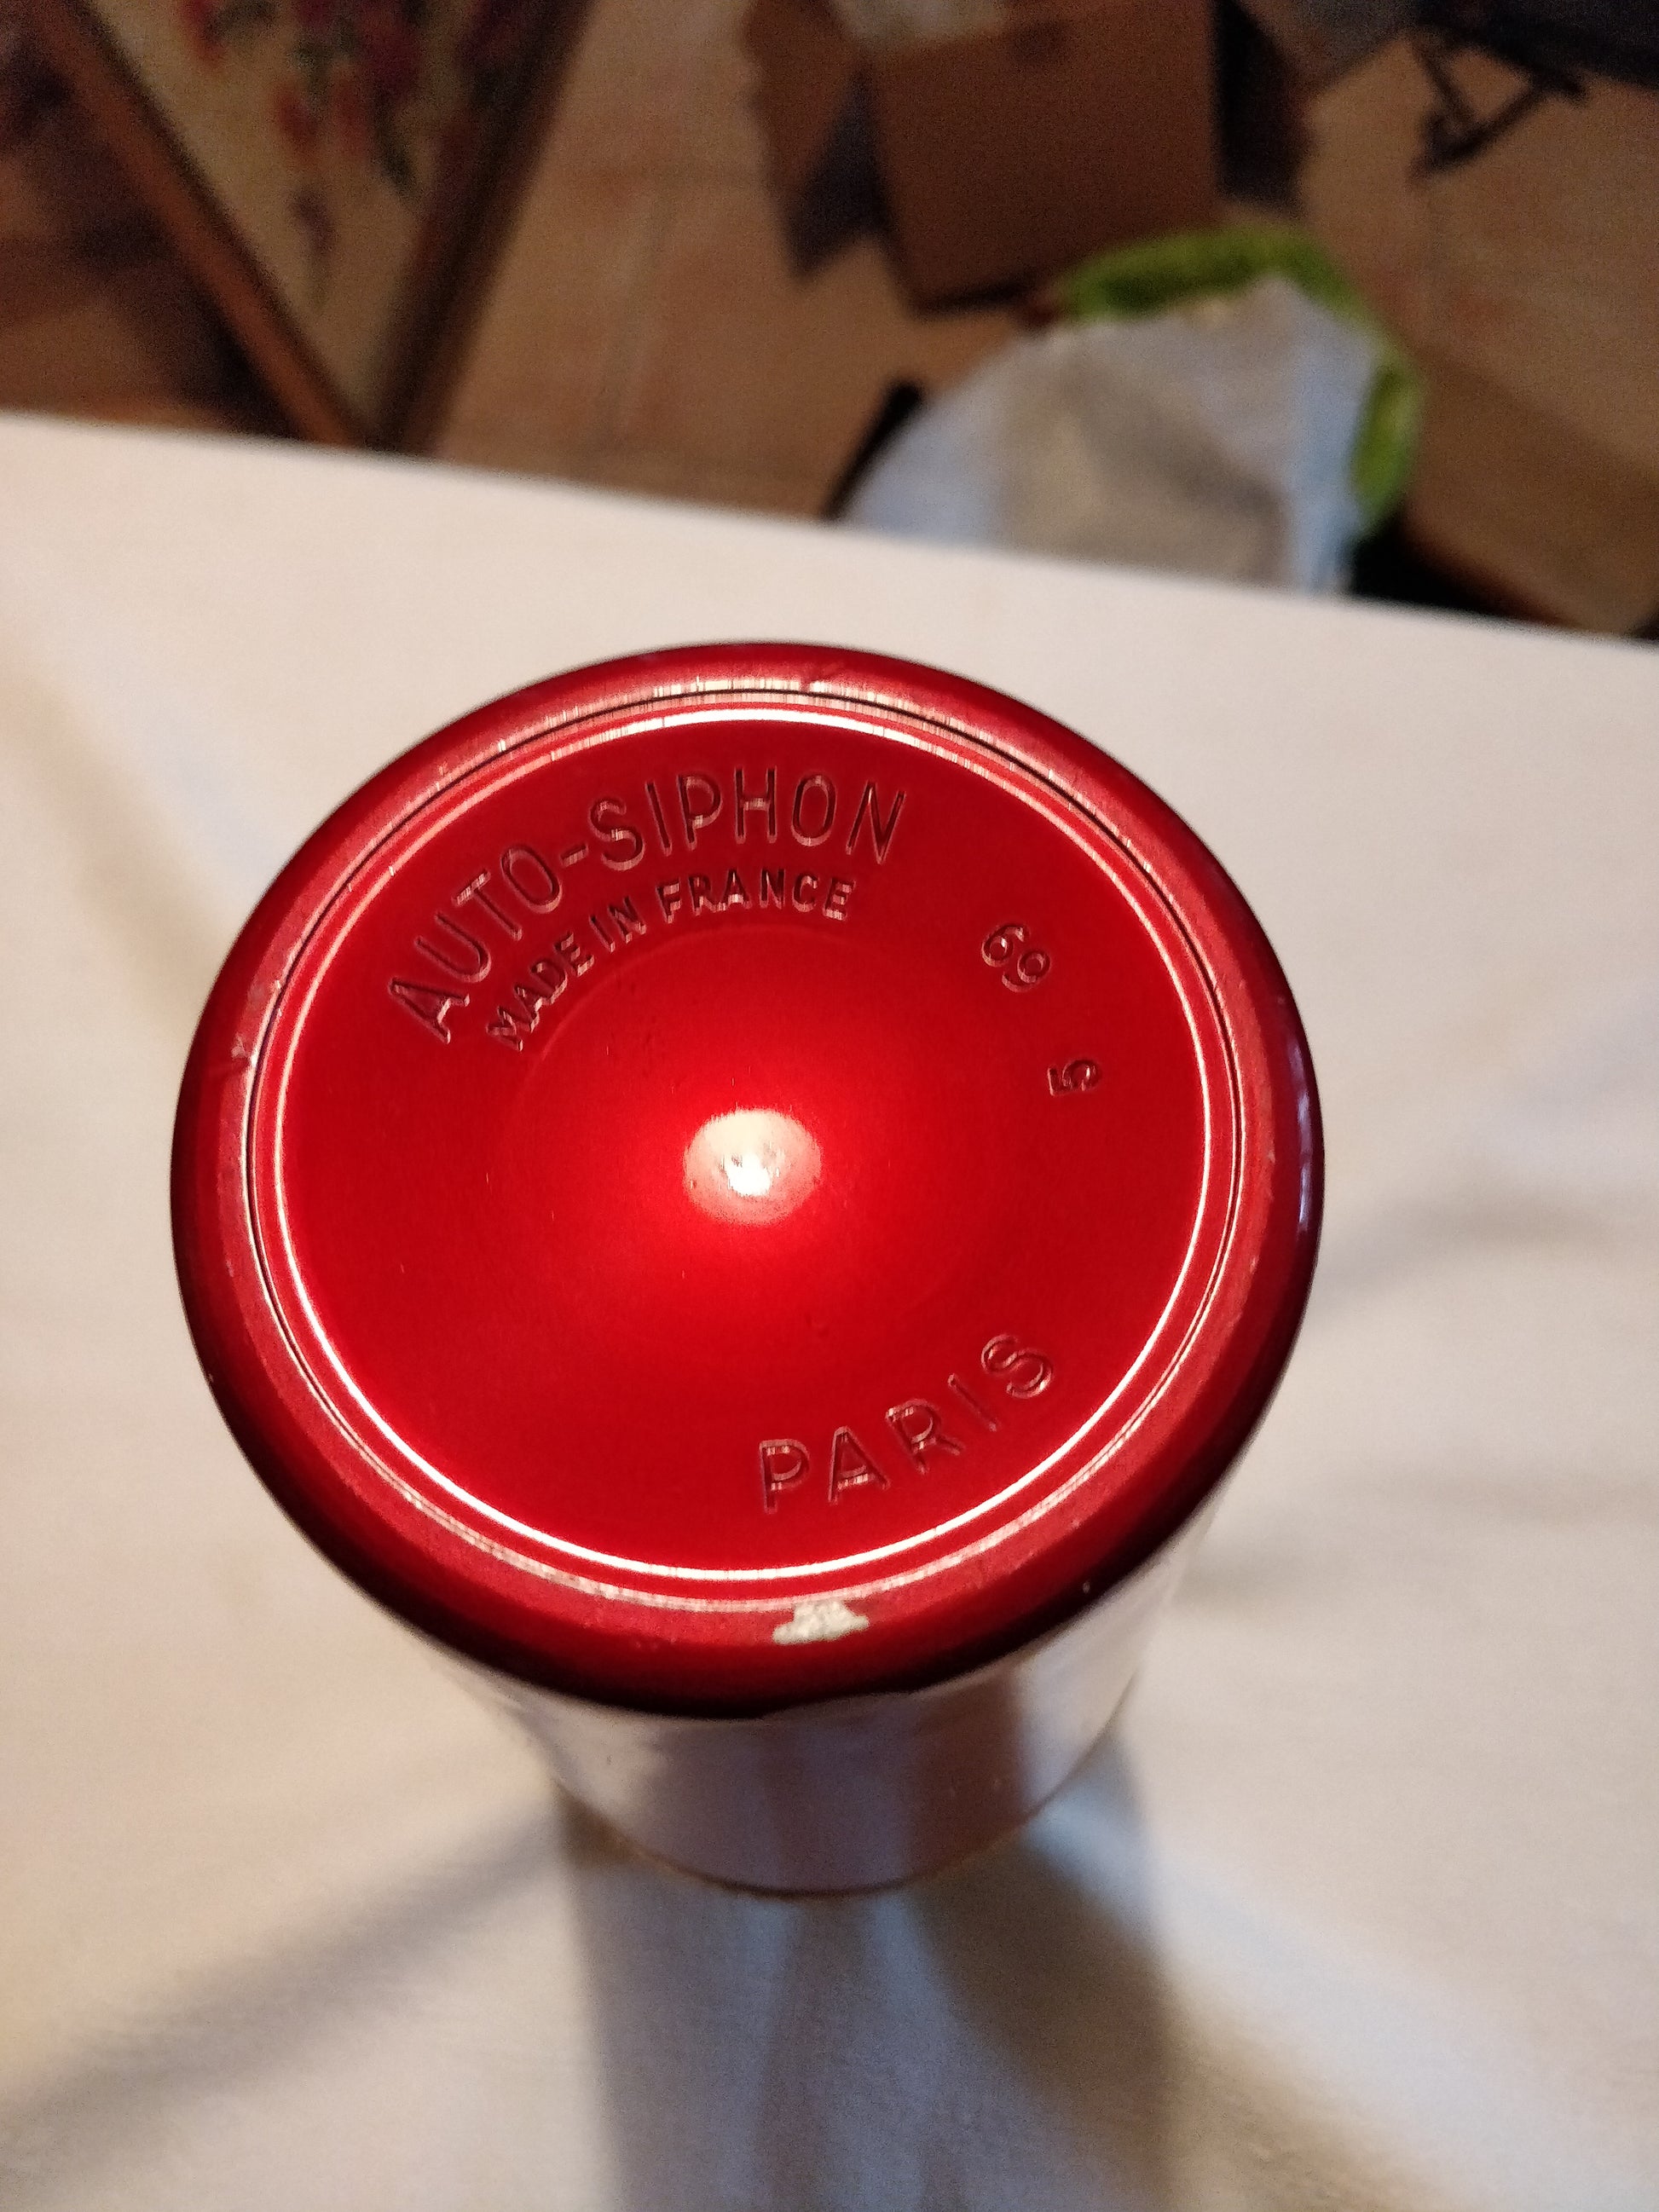 AUTO-SIPHON
MADE IN FRANCE
69
5
PARIS